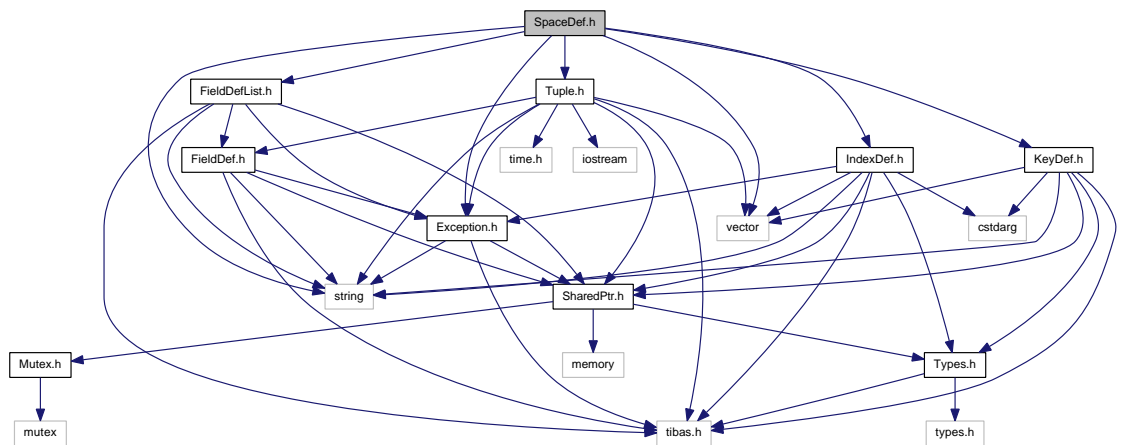 SpaceDef.h
FieldDefList.h
Tuple.h
FieldDef.h
time.h
iostream
IndexDef.h
KeyDef.h
Exception.h
vector
cstdarg
string
SharedPtr.h
Mutex.h
memory
Types.h
mutex
tibas.h
types.h